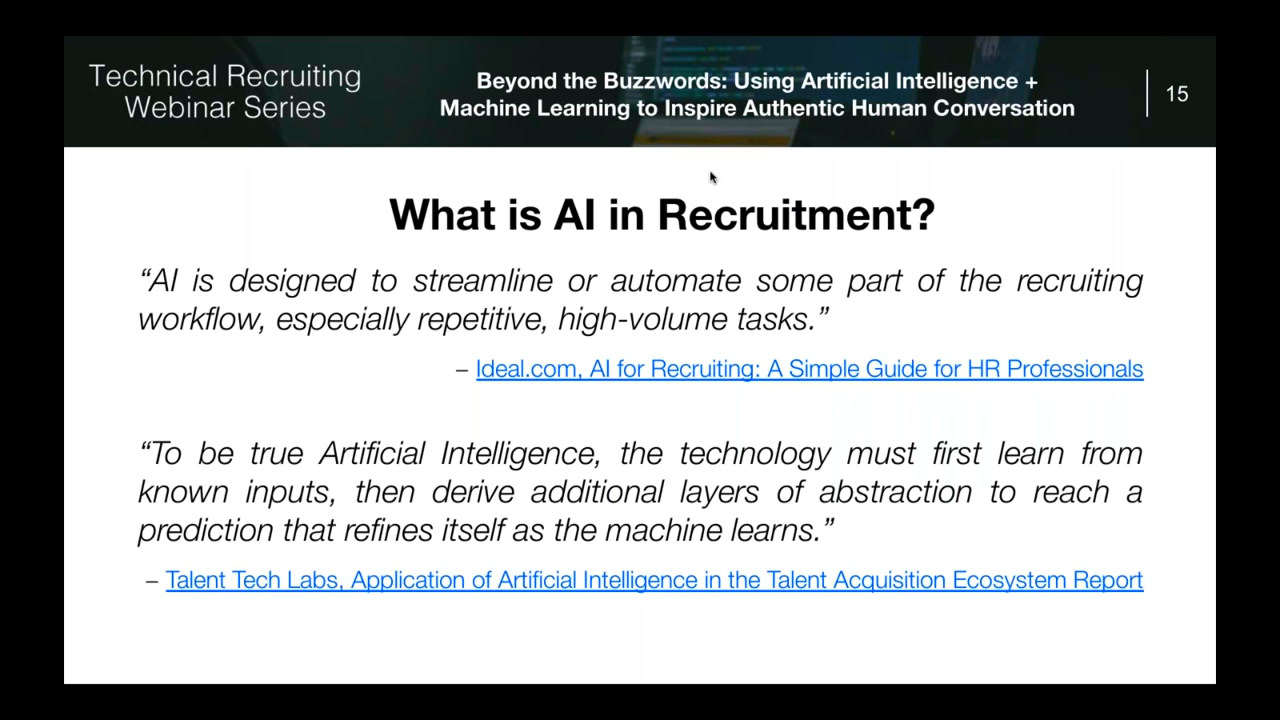 Technical Recruiting
Webinar Series
Beyond the Buzzwords: Using Artificial Intelligence +
Machine Learning to Inspire Authentic Human Conversation
15
What is AI in Recruitment?
“AI is designed to streamline or automate some part of the recruiting
workflow, especially repetitive, high-volume tasks.”
– Ideal.com, AI for Recruiting: A Simple Guide for HR Professionals
“To be true Artificial Intelligence, the technology must first learn from
known inputs, then derive additional layers of abstraction to reach a
prediction that refines itself as the machine learns.”
– Talent Tech Labs, Application of Artificial Intelligence in the Talent Acquisition Ecosystem Report